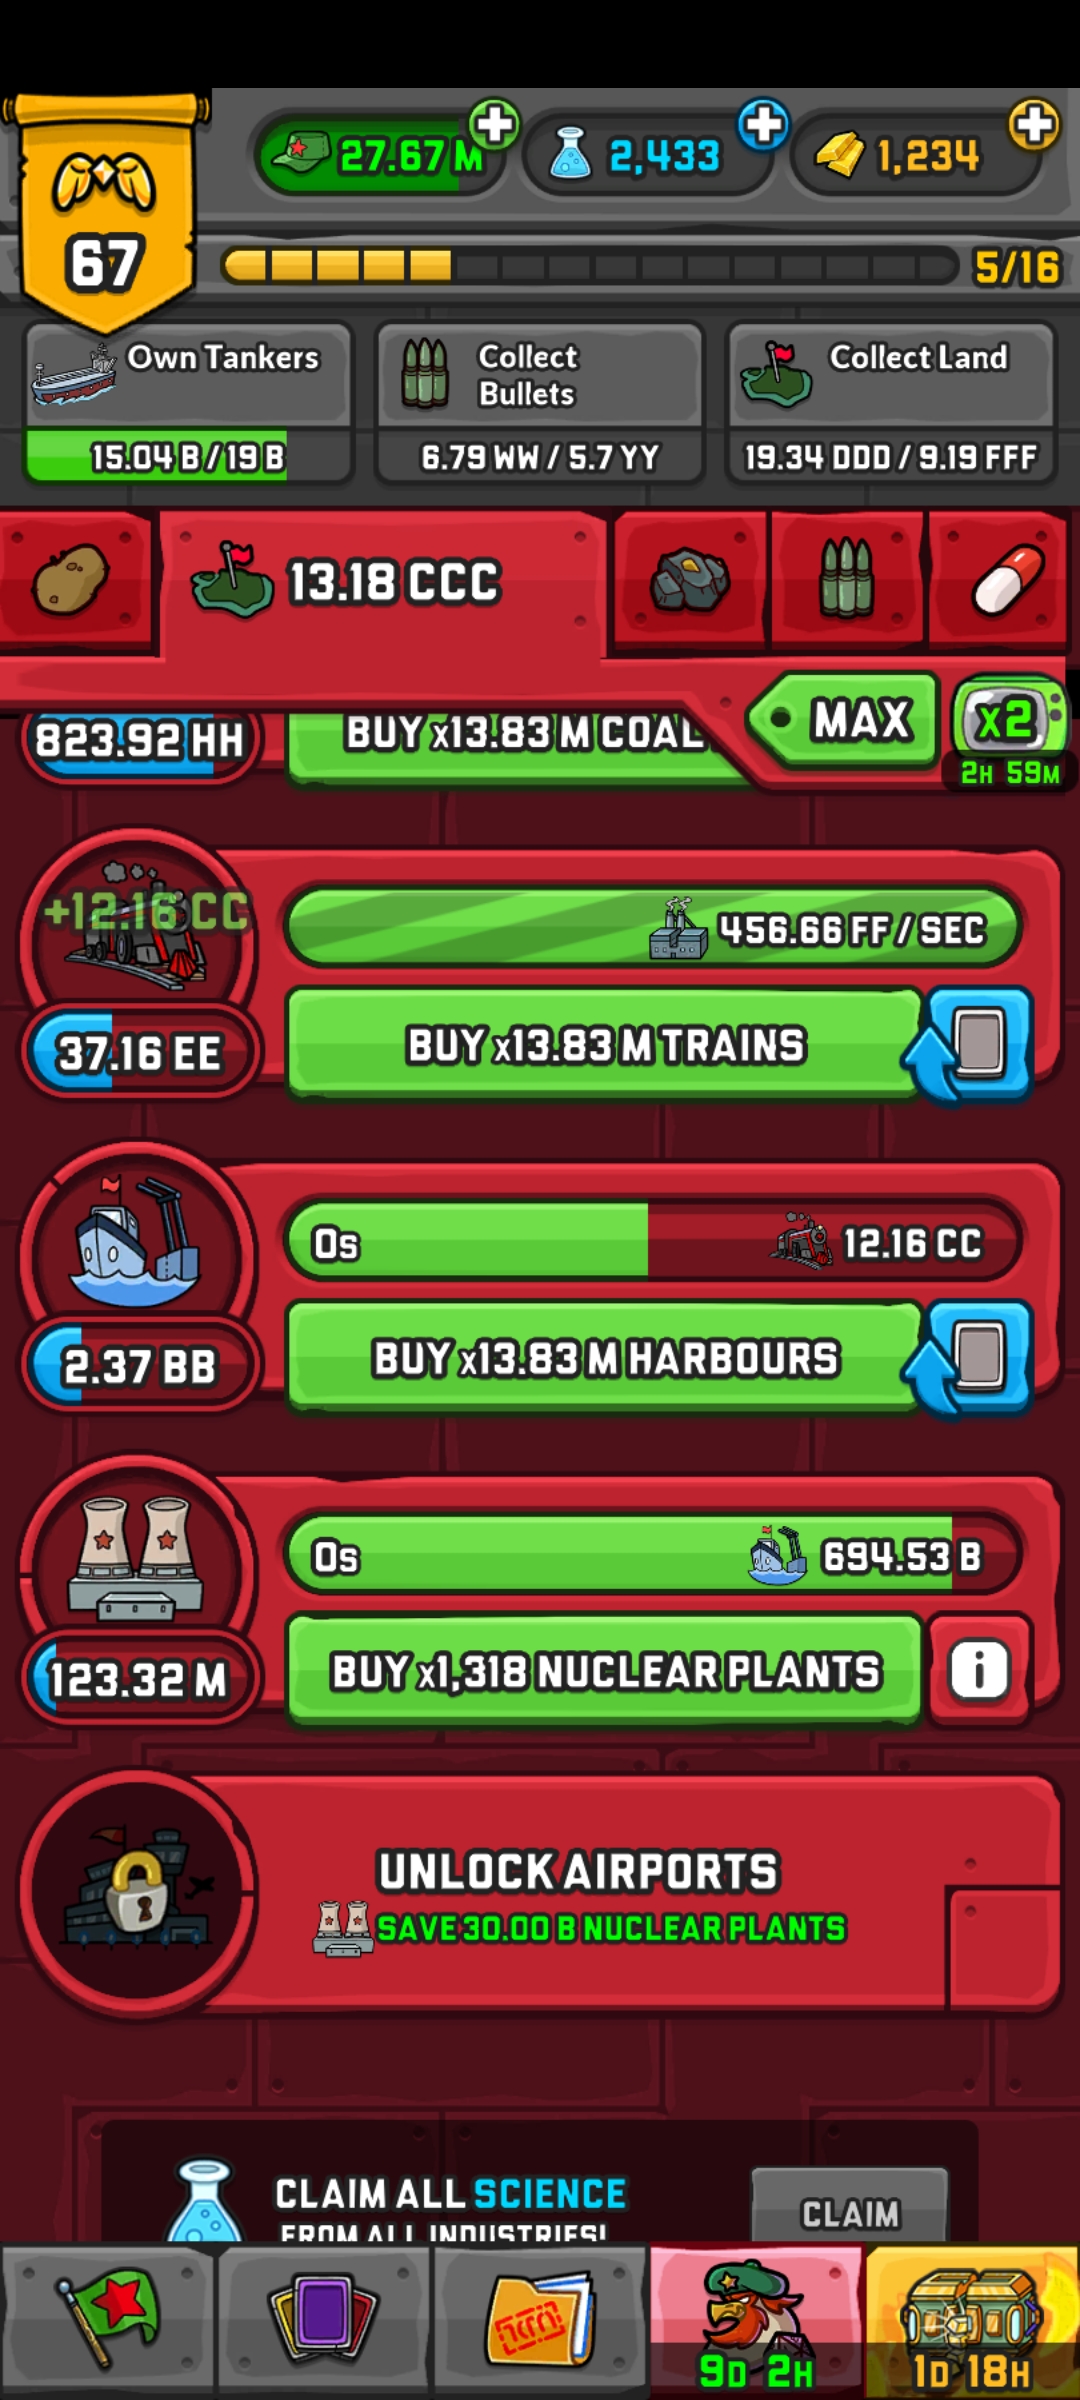 27.67 M
2,433
1,234
67
5/16
Own Tankers
15.04 B / 19 B
Collect
Bullets
6.79 WW / 5.7 YY
Collect Land
19.34 DDD / 9.19 FFF
13.18 CCC
MAX
x2
2H 59M
823.92 HH
BUY x13.83 M COAL
+12.16 CC
456.66 FF / SEC
37.16 EE
BUY x13.83 M TRAINS
0s
12.16 CC
2.37 BB
BUY x13.83 M HARBOURS
0s
694.53 B
123.32 M
BUY x1,318 NUCLEAR PLANTS
i
UNLOCK AIRPORTS
SAVE 30.00 B NUCLEAR PLANTS
CLAIM ALL SCIENCE
FROM ALL INDUSTRIES!
CLAIM
9D 2H
1D 18H